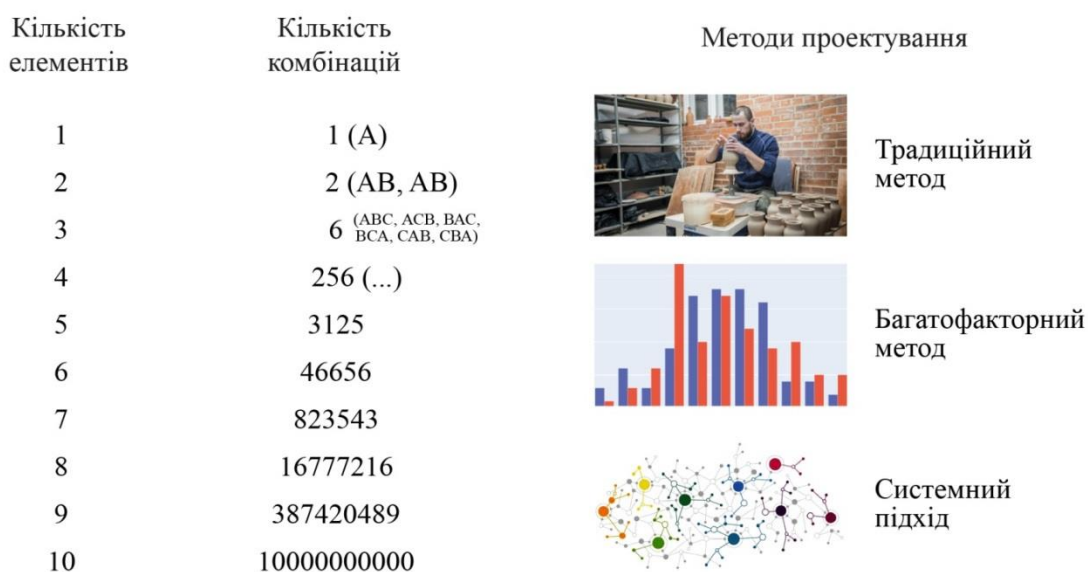 Кількість
елементів
Кількість
комбінацій
Методи проектування
1 1 (A)
2 2 (AB, AB)
3 6 (ABC, ACB, BAC,
BCA, CAB, CBA)
4 256 (...)
5 3125
6 46656
7 823543
8 16777216
9 387420489
10 10000000000
Традиційний
метод
Багатофакторний
метод
Системний
підхід